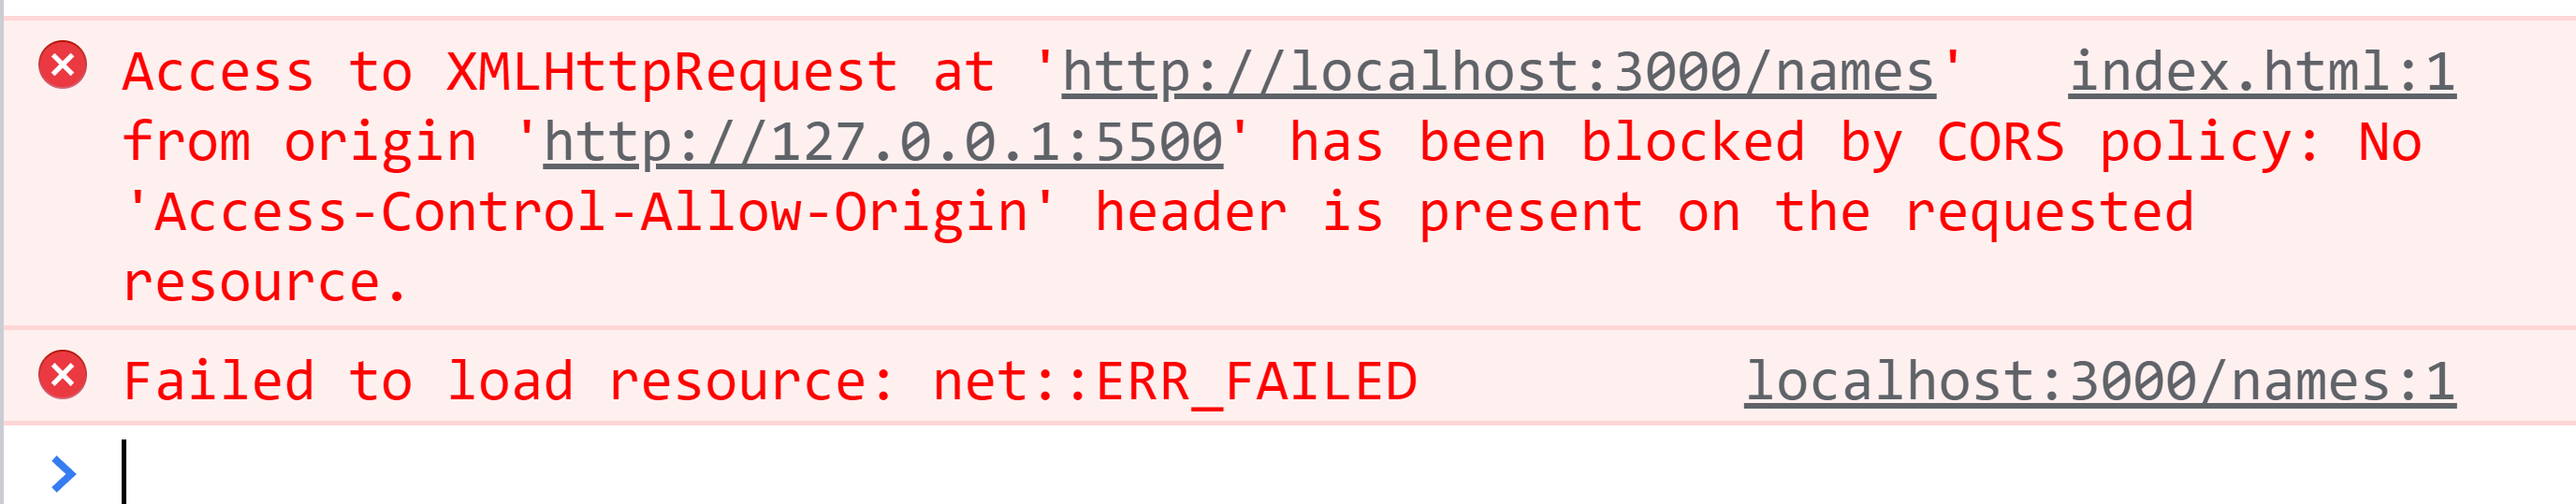 Access to XMLHttpRequest at 'http://localhost:3000/names' index.html:1
from origin 'http://127.0.0.1:5500' has been blocked by CORS policy: No
'Access-Control-Allow-Origin' header is present on the requested
resource.
Failed to load resource: net::ERR_FAILED localhost:3000/names:1